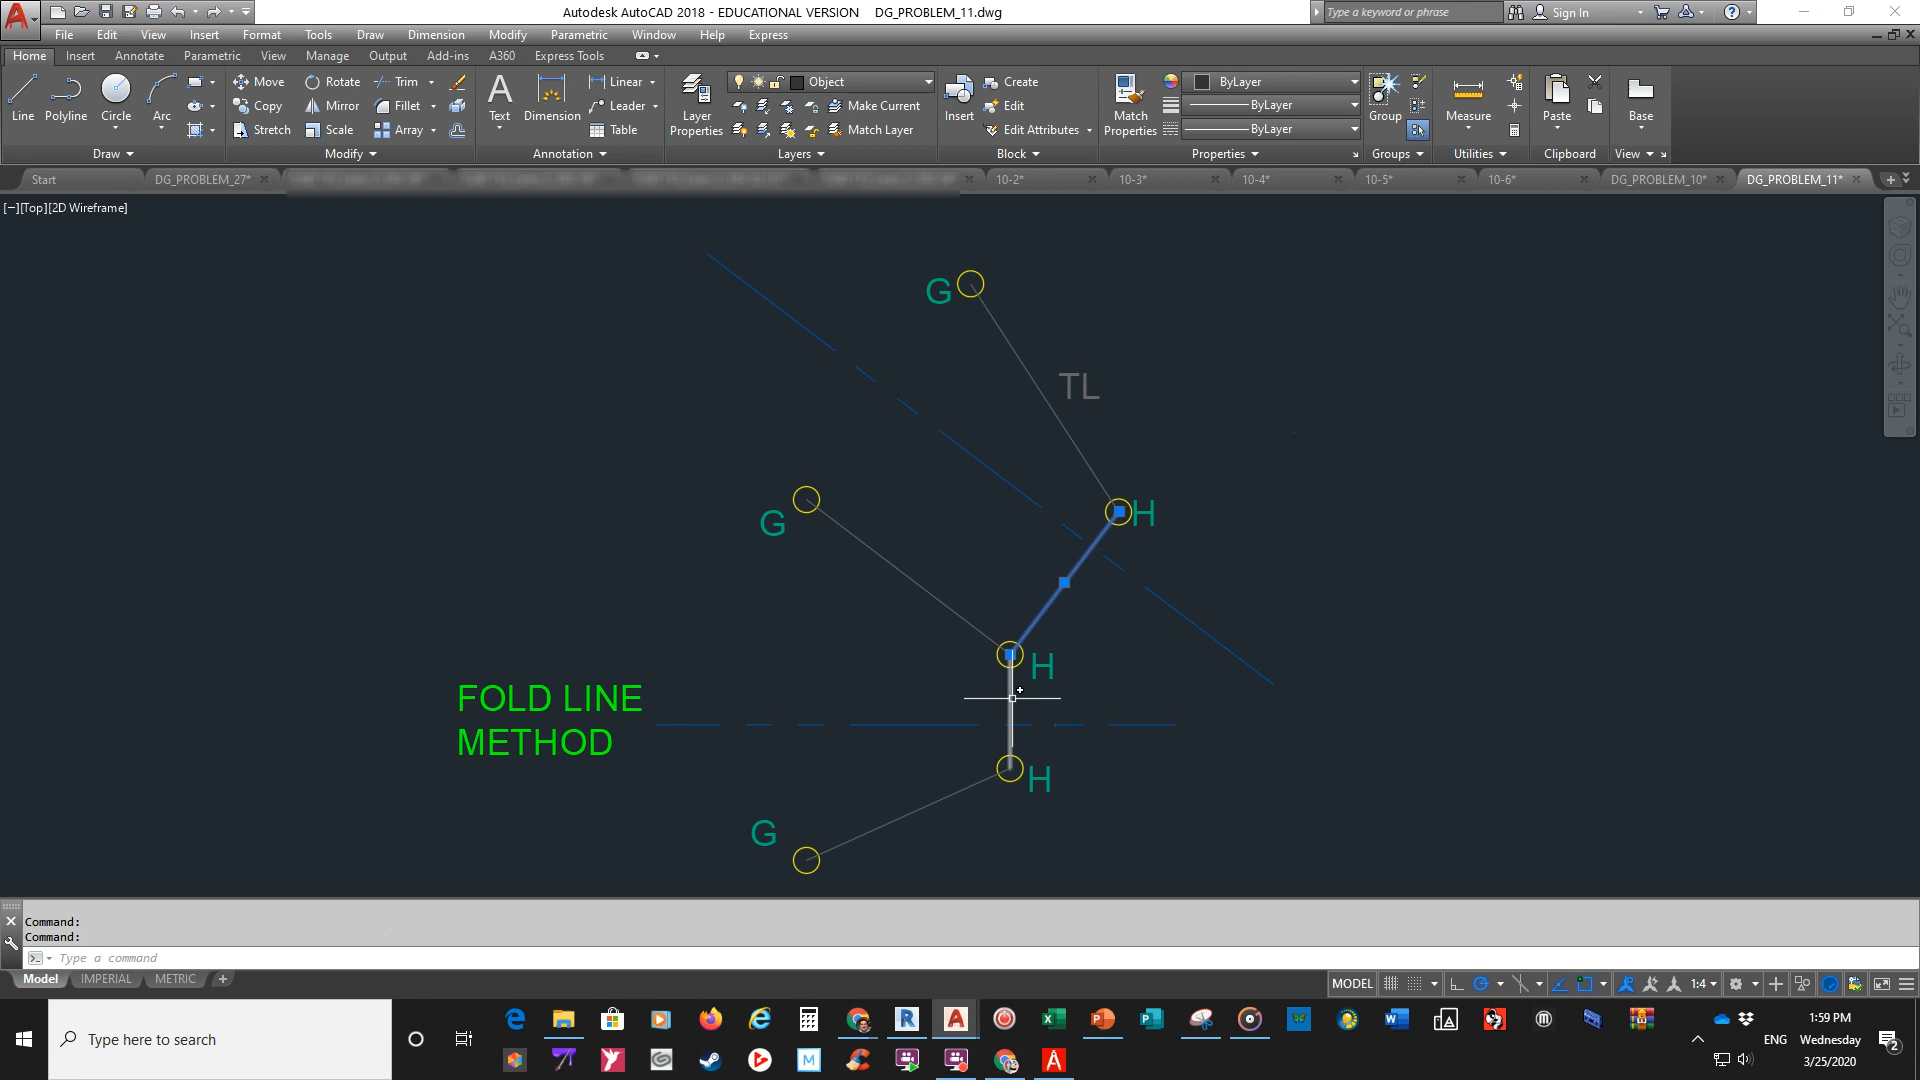 Autodesk AutoCAD 2018 - EDUCATIONAL VERSION DG_PROBLEM_11.dwg
Type a keyword or phrase
Sign In
File Edit View Insert Format Tools Draw Dimension Modify Parametric Window Help Express
Home Insert Annotate Parametric View Manage Output Add-ins A360 Express Tools
Line Polyline Circle Arc
Move Rotate Trim
Copy Mirror Fillet
Stretch Scale Array
Text Dimension
Linear
Leader
Table
Layer Properties
Object
Make Current
Match Layer
Insert
Create
Edit
Edit Attributes
Match Properties
ByLayer
ByLayer
ByLayer
Group
Measure
Paste
Base
Draw Modify Annotation Layers Block Properties Groups Utilities Clipboard View
Start DG_PROBLEM_27* 10-2* 10-3* 10-4* 10-5* 10-6* DG_PROBLEM_10* DG_PROBLEM_11*
[−][Top][2D Wireframe]
G
TL
G
H
H
FOLD LINE
METHOD
H
G
Command:
Command:
Type a command
Model IMPERIAL METRIC
MODEL 1:4
Type here to search
1:59 PM
ENG Wednesday
3/25/2020
2